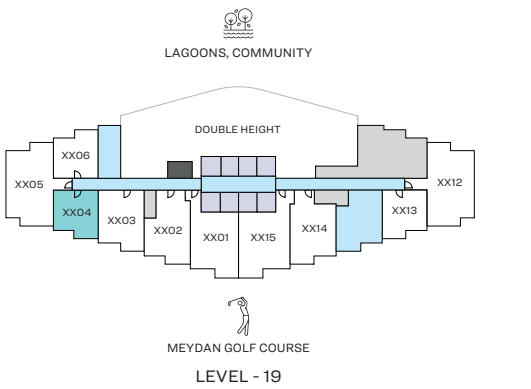 LAGOONS, COMMUNITY
DOUBLE HEIGHT
XX06
XX05
XX12
XX04
XX03
XX02
XX01
XX15
XX14
XX13
MEYDAN GOLF COURSE
LEVEL - 19